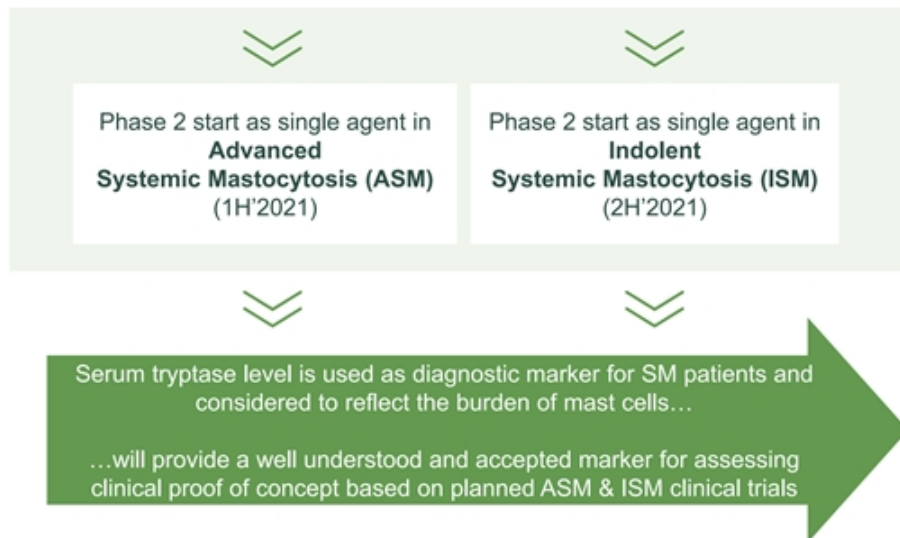 Phase 2 start as single agent in
Advanced
Systemic Mastocytosis (ASM)
(1H'2021)
Phase 2 start as single agent in
Indolent
Systemic Mastocytosis (ISM)
(2H'2021)
Serum tryptase level is used as diagnostic marker for SM patients and
considered to reflect the burden of mast cells…
…will provide a well understood and accepted marker for assessing
clinical proof of concept based on planned ASM & ISM clinical trials